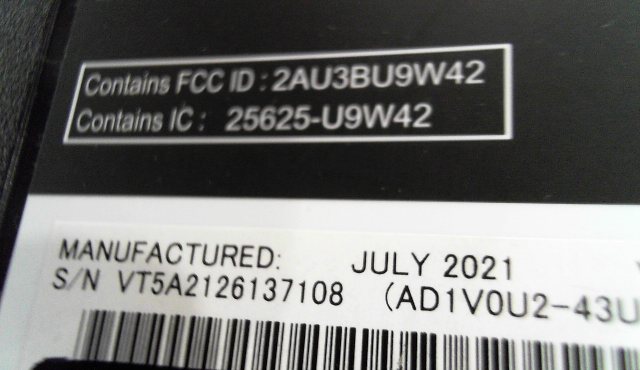 Contains FCC ID : 2AU3BU9W42
Contains IC : 25625-U9W42
MANUFACTURED: JULY 2021
S/N VT5A2126137108 (AD1V0U2-43U